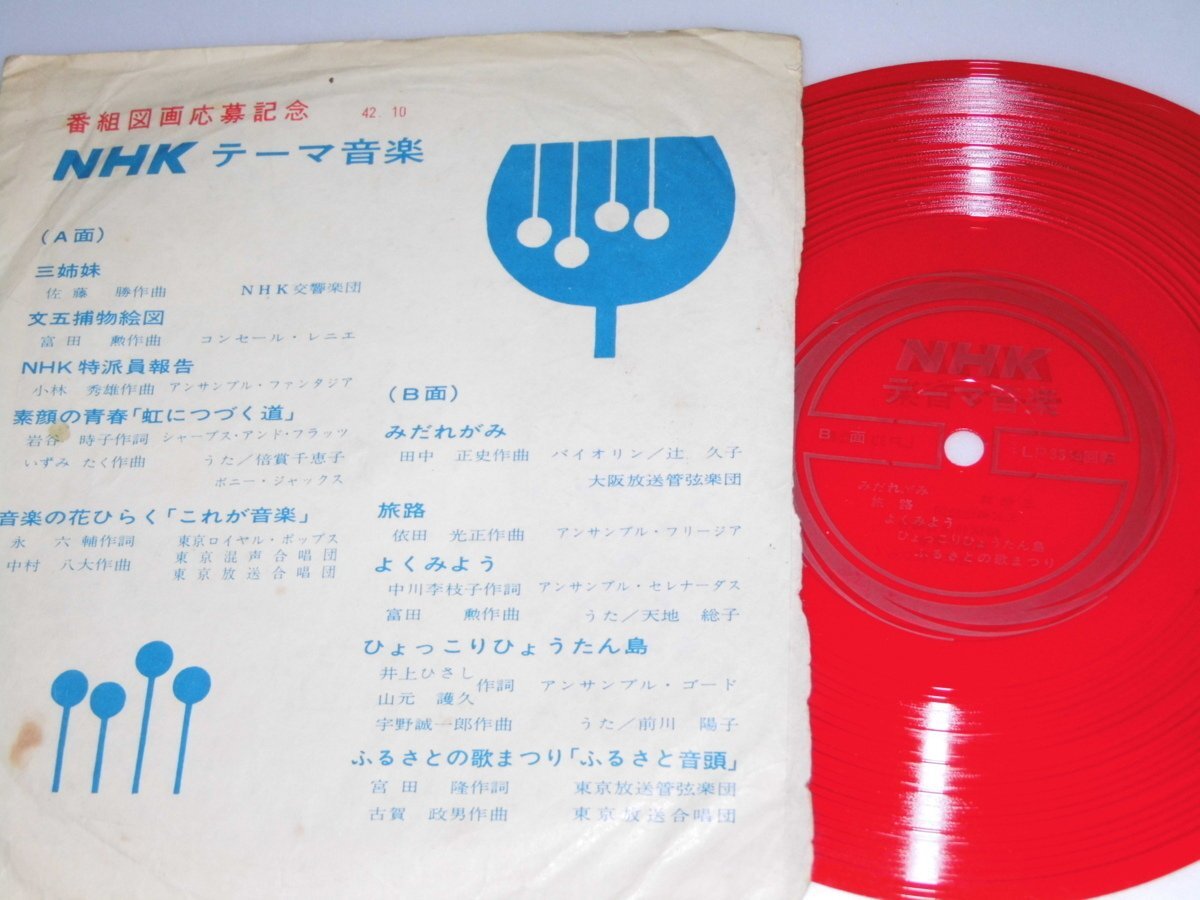 番組図画応募記念 42.10
NHK テーマ音楽
(A面)
三姉妹
佐藤 勝作曲 NHK交響楽団
文五捕物絵図
富田 勲作曲 コンセール・レニエ
NHK特派員報告
小林 秀雄作曲 アンサンブル・ファンタジア
素顔の青春「虹につづく道」
岩谷 時子作詞 シャープス・アンド・フラッツ
いずみ たく作曲 うた/倍賞千恵子
ボニー・ジャックス
音楽の花ひらく「これが音楽」
永 六輔作詞 東京ロイヤル・ポップス
中村 八大作曲 東京混声合唱団
東京放送合唱団
(B面)
みだれがみ
田中 正史作曲 バイオリン/辻 久子
大阪放送管弦楽団
旅路
依田 光正作曲 アンサンブル・フリージア
よくみよう
中川李枝子作詞 アンサンブル・セレナーダス
富田 勲作曲 うた/天地 総子
ひょっこりひょうたん島
井上ひさし
山元 護久 作詞 アンサンブル・ゴード
宇野誠一郎作曲 うた/前川 陽子
ふるさとの歌まつり「ふるさと音頭」
宮田 隆作詞 東京放送管弦楽団
古賀 政男作曲 東京放送合唱団
NHK
テーマ音楽
B面
みだれがみ
旅路
よくみよう
ひょっこりひょうたん島
ふるさとの歌まつり